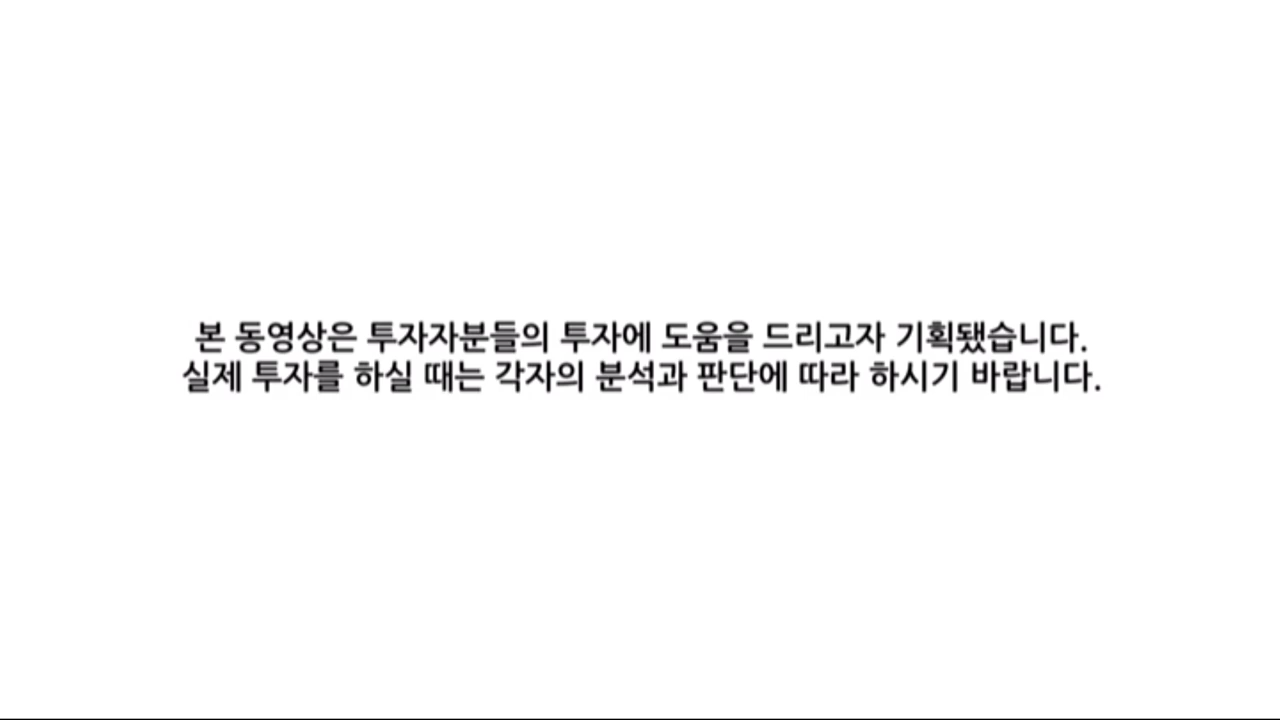 본 동영상은 투자자분들의 투자에 도움을 드리고자 기획됐습니다.
실제 투자를 하실 때는 각자의 분석과 판단에 따라 하시기 바랍니다.